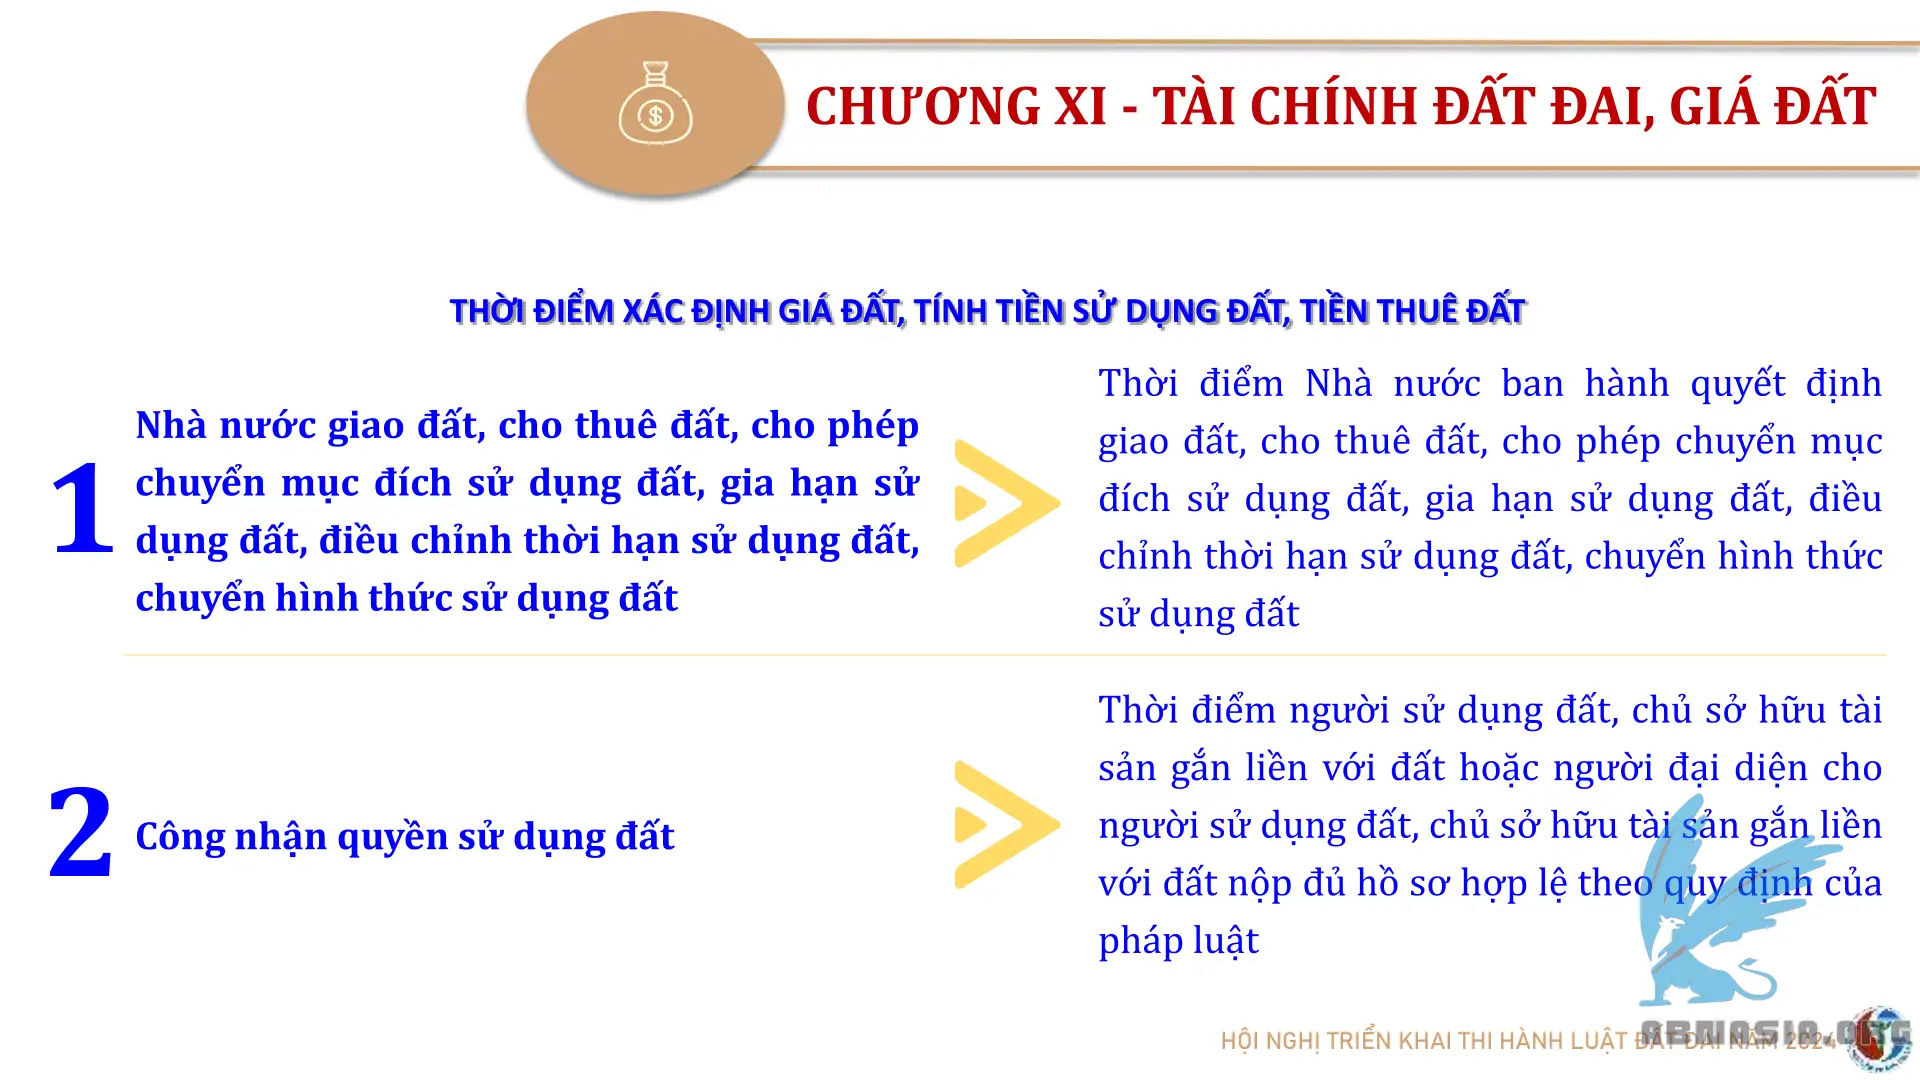 CHƯƠNG XI - TÀI CHÍNH ĐẤT ĐAI, GIÁ ĐẤT
THỜI ĐIỂM XÁC ĐỊNH GIÁ ĐẤT, TÍNH TIỀN SỬ DỤNG ĐẤT, TIỀN THUÊ ĐẤT
1
Nhà nước giao đất, cho thuê đất, cho phép
chuyển mục đích sử dụng đất, gia hạn sử
dụng đất, điều chỉnh thời hạn sử dụng đất,
chuyển hình thức sử dụng đất
Thời điểm Nhà nước ban hành quyết định
giao đất, cho thuê đất, cho phép chuyển mục
đích sử dụng đất, gia hạn sử dụng đất, điều
chỉnh thời hạn sử dụng đất, chuyển hình thức
sử dụng đất
2
Công nhận quyền sử dụng đất
Thời điểm người sử dụng đất, chủ sở hữu tài
sản gắn liền với đất hoặc người đại diện cho
người sử dụng đất, chủ sở hữu tài sản gắn liền
với đất nộp đủ hồ sơ hợp lệ theo quy định của
pháp luật
HỘI NGHỊ TRIỂN KHAI THI HÀNH LUẬT ĐẤT ĐAI NĂM 2024
ABMASIA.ORG